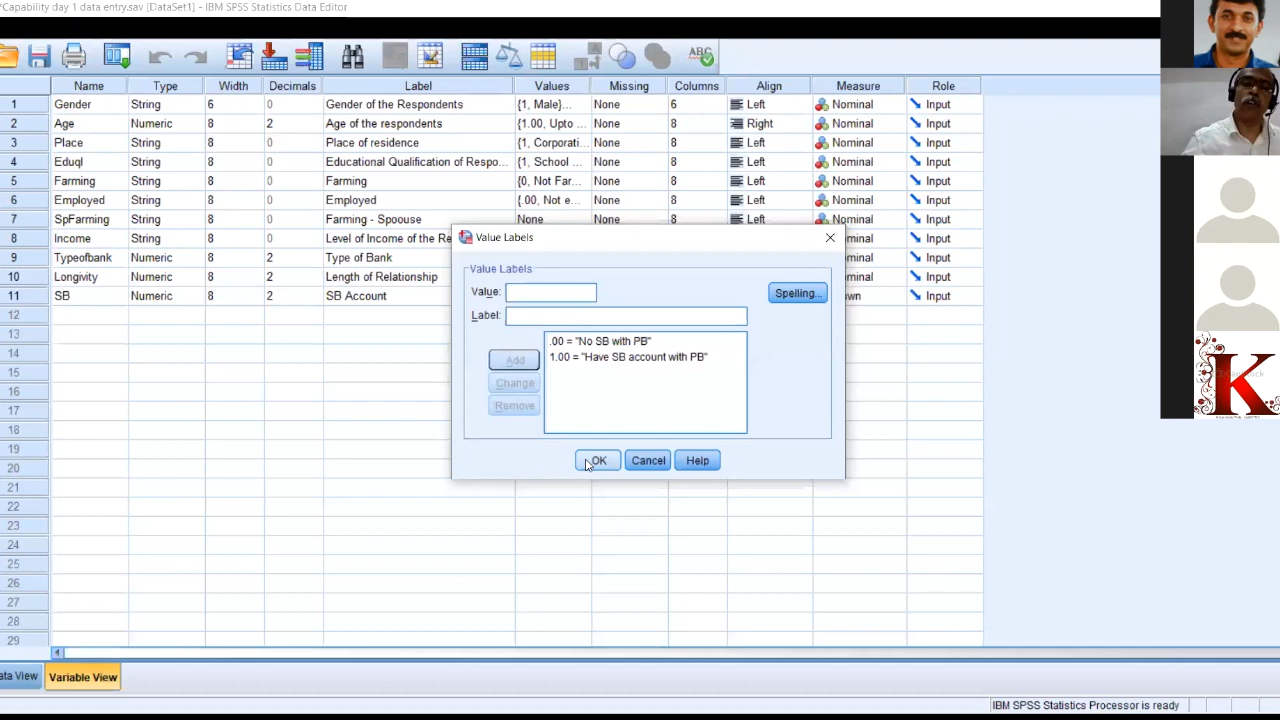 *Capability day 1 data entry.sav [DataSet1] - IBM SPSS Statistics Data Editor
ABC
Name Type Width Decimals Label Values Missing Columns Align Measure Role
1 Gender String 6 0 Gender of the Respondents {1, Male}... None 6 Left Nominal Input
2 Age Numeric 8 2 Age of the respondents {1.00, Upto ... None 8 Right Nominal Input
3 Place String 8 0 Place of residence {1, Corporati... None 8 Left Nominal Input
4 Eduql String 8 0 Educational Qualification of Respo... {1, School ... None 8 Left Nominal Input
5 Farming String 8 0 Farming {0, Not Far... None 8 Left Nominal Input
6 Employed String 8 0 Employed {.00, Not e... None 8 Left Nominal Input
7 SpFarming String 8 0 Farming - Spouse None None 8 Left Nominal Input
8 Income String 8 0 Level of Income of the Re minal Input
9 Typeofbank Numeric 8 2 Type of Bank minal Input
10 Longivity Numeric 8 2 Length of Relationship minal Input
11 SB Numeric 8 2 SB Account own Input
12
13
14
15
16
17
18
19
20
21
22
23
24
25
26
27
28
29
Value Labels
Value Labels
Value:
Spelling...
Label:
.00 = "No SB with PB"
1.00 = "Have SB account with PB"
Add
Change
Remove
OK Cancel Help
K
ata View Variable View
IBM SPSS Statistics Processor is ready